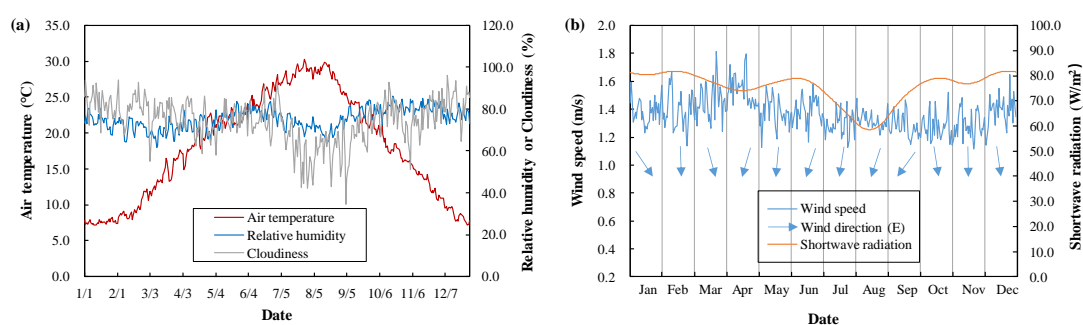 (a)
35.0
30.0
25.0
20.0
15.0
10.0
5.0
0.0
Air temperature (℃)
120.0
100.0
80.0
60.0
40.0
20.0
0.0
Relative humidity or Cloudiness (%)
Air temperature
Relative humidity
Cloudiness
1/1 2/1 3/3 4/3 5/4 6/4 7/5 8/5 9/5 10/6 11/6 12/7
Date
(b)
2.0
1.8
1.6
1.4
1.2
1.0
0.8
0.6
0.4
0.2
Wind speed (m/s)
100.0
90.0
80.0
70.0
60.0
50.0
40.0
30.0
20.0
10.0
0.0
Shortwave radiation (W/m²)
Wind speed
Wind direction (E)
Shortwave radiation
Jan Feb Mar Apr May Jun Jul Aug Sep Oct Nov Dec
Date